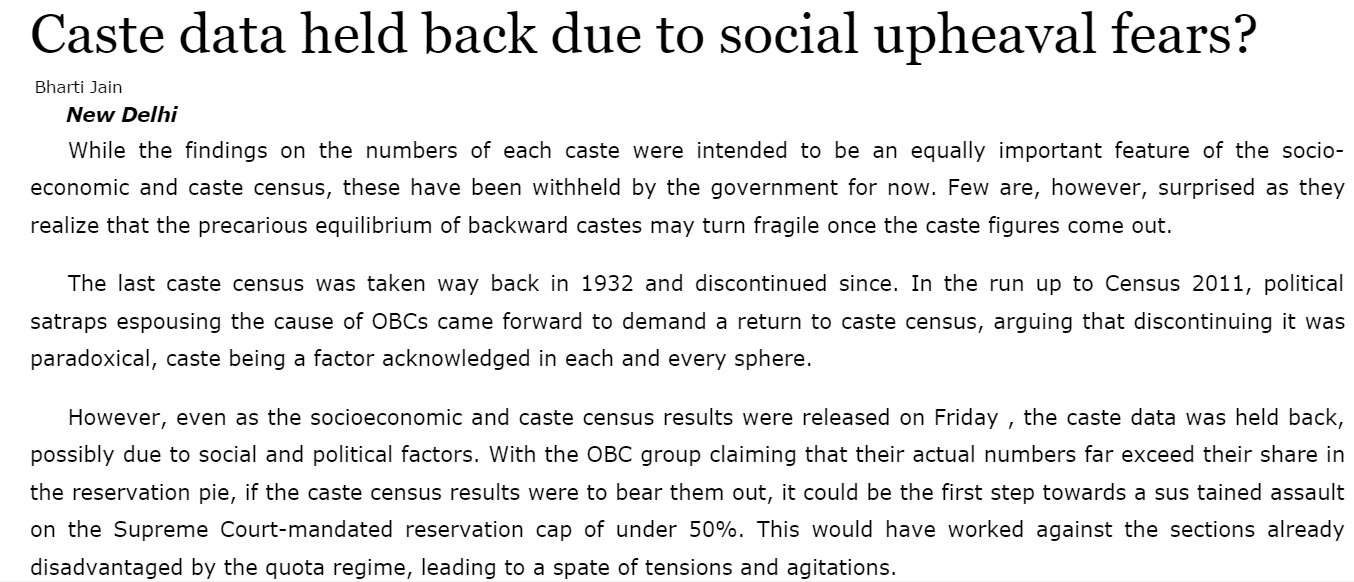 Caste data held back due to social upheaval fears?
Bharti Jain
New Delhi
While the findings on the numbers of each caste were intended to be an equally important feature of the socio-
economic and caste census, these have been withheld by the government for now. Few are, however, surprised as they
realize that the precarious equilibrium of backward castes may turn fragile once the caste figures come out.
The last caste census was taken way back in 1932 and discontinued since. In the run up to Census 2011, political
satraps espousing the cause of OBCs came forward to demand a return to caste census, arguing that discontinuing it was
paradoxical, caste being a factor acknowledged in each and every sphere.
However, even as the socioeconomic and caste census results were released on Friday , the caste data was held back,
possibly due to social and political factors. With the OBC group claiming that their actual numbers far exceed their share in
the reservation pie, if the caste census results were to bear them out, it could be the first step towards a sus tained assault
on the Supreme Court-mandated reservation cap of under 50%. This would have worked against the sections already
disadvantaged by the quota regime, leading to a spate of tensions and agitations.